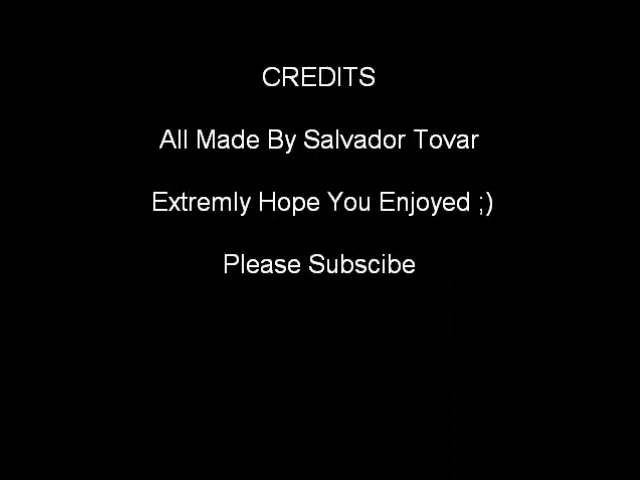 CREDITS
All Made By Salvador Tovar
Extremly Hope You Enjoyed ;)
Please Subscibe